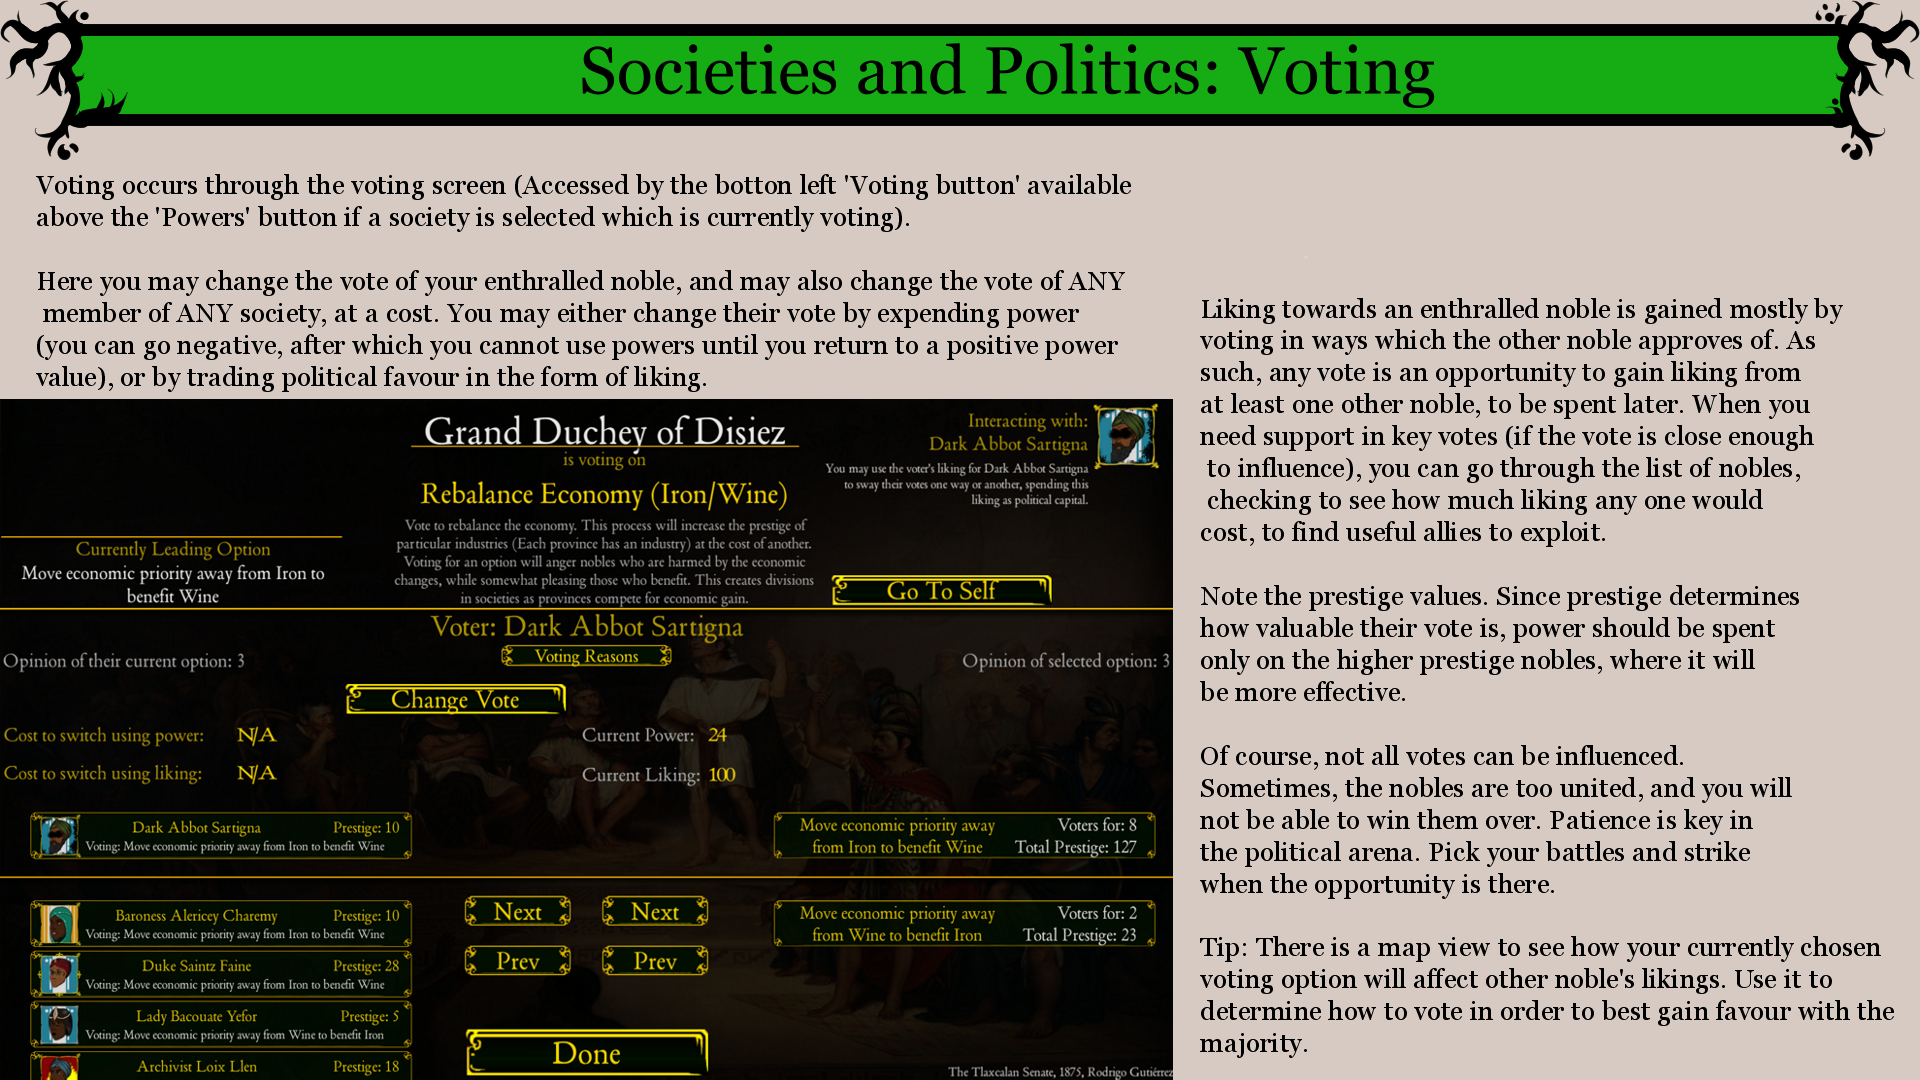 Societies and Politics: Voting
Voting occurs through the voting screen (Accessed by the botton left 'Voting button' available
above the 'Powers' button if a society is selected which is currently voting).
Here you may change the vote of your enthralled noble, and may also change the vote of ANY
member of ANY society, at a cost. You may either change their vote by expending power
(you can go negative, after which you cannot use powers until you return to a positive power
value), or by trading political favour in the form of liking.
Grand Duchey of Disiez
is voting on
Rebalance Economy (Iron/Wine)
Vote to rebalance the economy. This process will increase the prestige of
particular industries (Each province has an industry) at the cost of another.
Voting for an option will anger nobles who are harmed by the economic
changes, while somewhat pleasing those who benefit. This creates divisions
in societies as provinces compete for economic gain.
Currently Leading Option
Move economic priority away from Iron to
benefit Wine
Interacting with:
Dark Abbot Sartigna
You may use the voter's liking for Dark Abbot Sartigna
to sway their votes one way or another, spending this
liking as political capital.
Go To Self
Voter: Dark Abbot Sartigna
Opinion of their current option: 3
Voting Reasons
Opinion of selected option: 3
Change Vote
Cost to switch using power: N/A
Current Power: 24
Cost to switch using liking: N/A
Current Liking: 100
Dark Abbot Sartigna Prestige: 10
Voting: Move economic priority away from Iron to benefit Wine
Move economic priority away Voters for: 8
from Iron to benefit Wine Total Prestige: 127
Baroness Alericey Charemy Prestige: 10
Voting: Move economic priority away from Iron to benefit Wine
Duke Saintz Faine Prestige: 28
Voting: Move economic priority away from Iron to benefit Wine
Lady Bacouate Yefor Prestige: 5
Voting: Move economic priority away from Wine to benefit Iron
Archivist Loix Llen Prestige: 18
Next Next
Prev Prev
Move economic priority away Voters for: 2
from Wine to benefit Iron Total Prestige: 23
Done
The Tlaxcalan Senate, 1875, Rodrigo Gutiérrez
Liking towards an enthralled noble is gained mostly by
voting in ways which the other noble approves of. As
such, any vote is an opportunity to gain liking from
at least one other noble, to be spent later. When you
need support in key votes (if the vote is close enough
to influence), you can go through the list of nobles,
checking to see how much liking any one would
cost, to find useful allies to exploit.
Note the prestige values. Since prestige determines
how valuable their vote is, power should be spent
only on the higher prestige nobles, where it will
be more effective.
Of course, not all votes can be influenced.
Sometimes, the nobles are too united, and you will
not be able to win them over. Patience is key in
the political arena. Pick your battles and strike
when the opportunity is there.
Tip: There is a map view to see how your currently chosen
voting option will affect other noble's likings. Use it to
determine how to vote in order to best gain favour with the
majority.